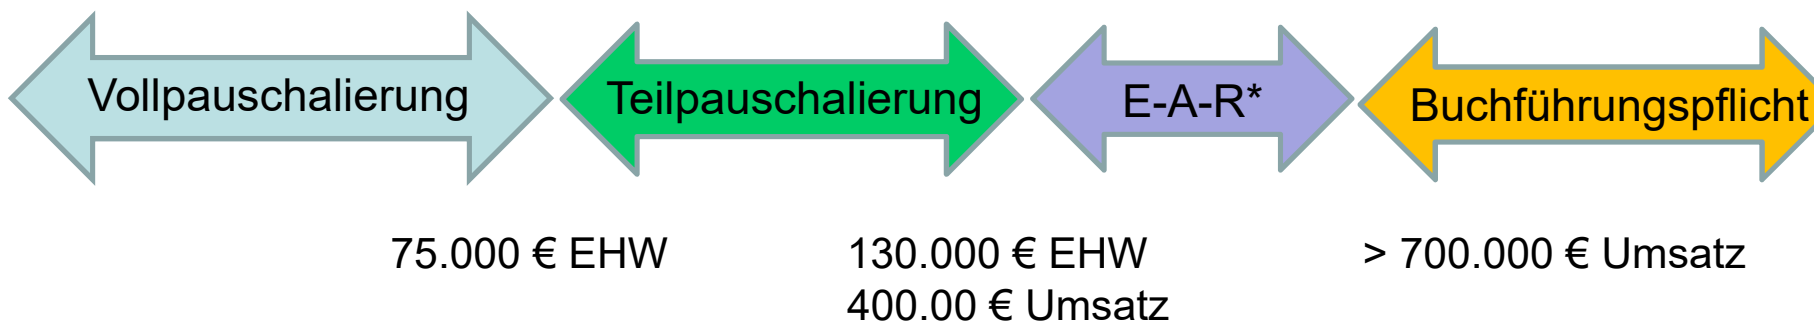 Vollpauschalierung
Teilpauschalierung
E-A-R*
Buchführungspflicht
75.000 € EHW
130.000 € EHW
400.00 € Umsatz
> 700.000 € Umsatz